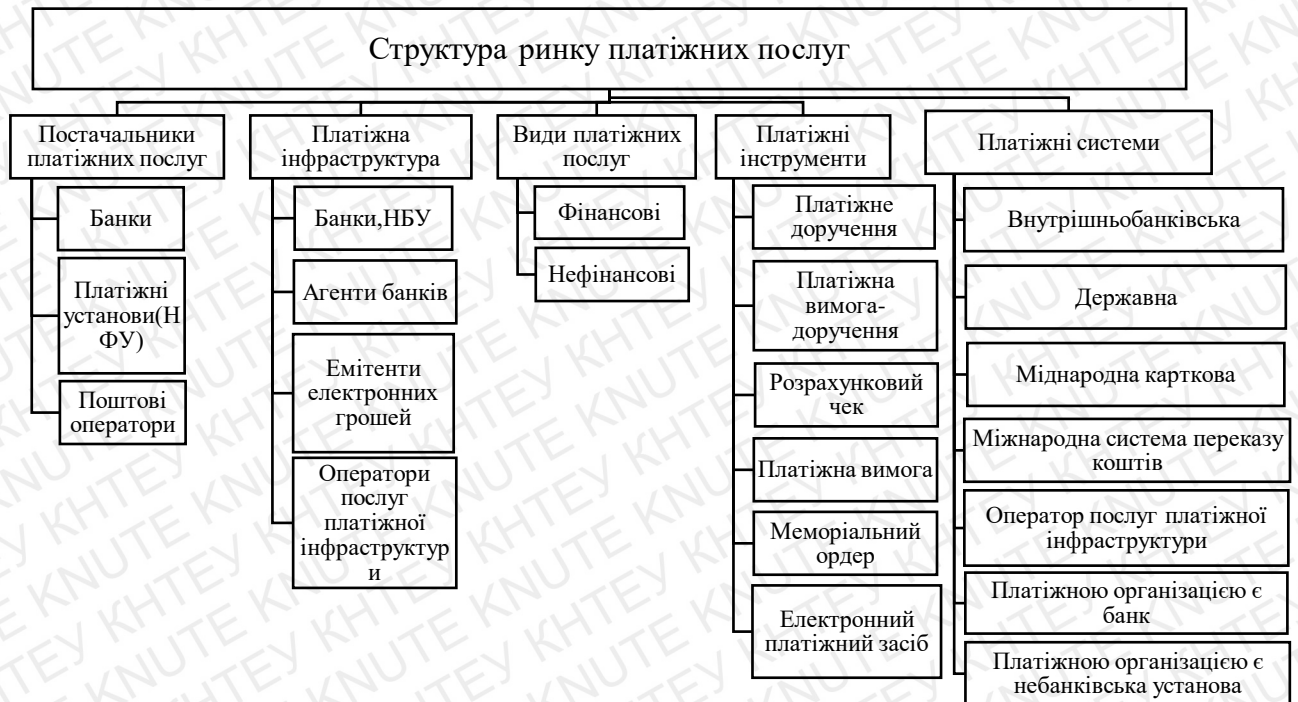 Структура ринку платіжних послуг
Постачальники
платіжних послуг
Банки
Платіжні
установи(Н
ФУ)
Поштові
оператори
Платіжна
інфраструктура
Банки,НБУ
Агенти банків
Емітенти
електронних
грошей
Оператори
послуг
платіжної
інфраструктур
и
Види платіжних
послуг
Фінансові
Нефінансові
Платіжні
інструменти
Платіжне
доручення
Платіжна
вимога-
доручення
Розрахунковий
чек
Платіжна вимога
Меморіальний
ордер
Електронний
платіжний засіб
Платіжні системи
Внутрішньобанківська
Державна
Міднародна карткова
Міжнародна система переказу
коштів
Оператор послуг платіжної
інфраструктури
Платіжною організацією є
банк
Платіжною організацією є
небанківська установа